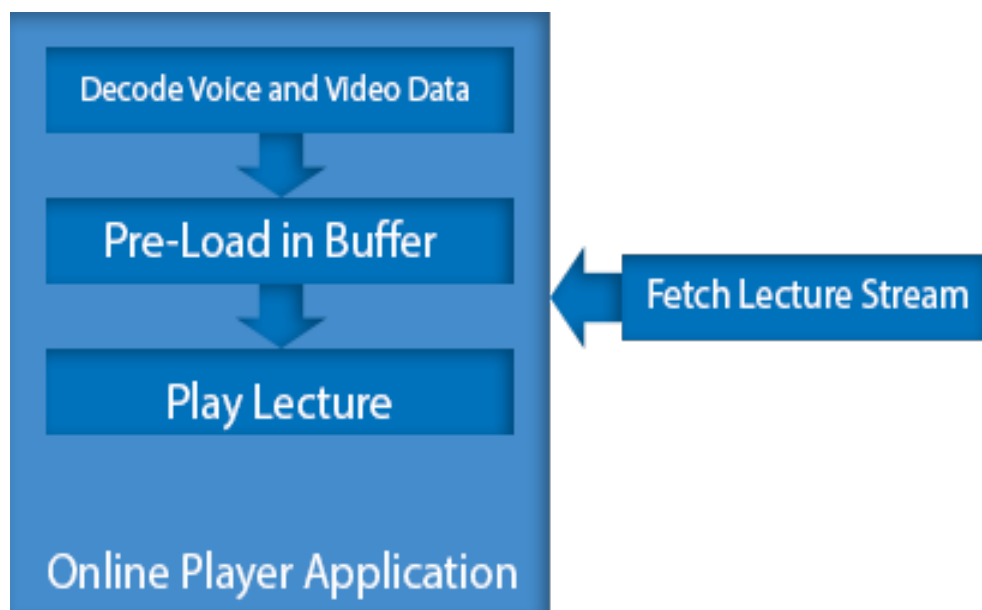 Decode Voice and Video Data
Pre-Load in Buffer
Fetch Lecture Stream
Play Lecture
Online Player Application